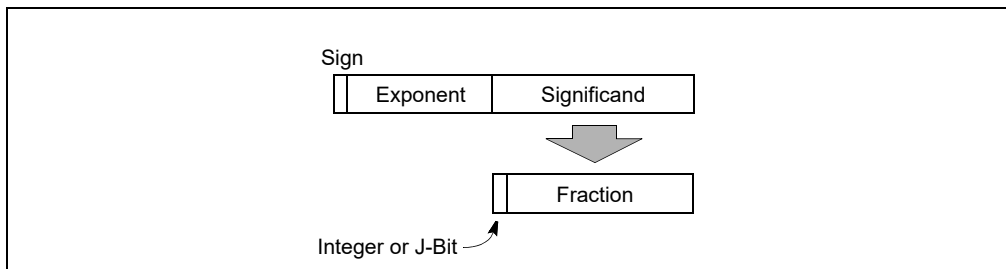 Sign
Exponent Significand
Fraction
Integer or J-Bit